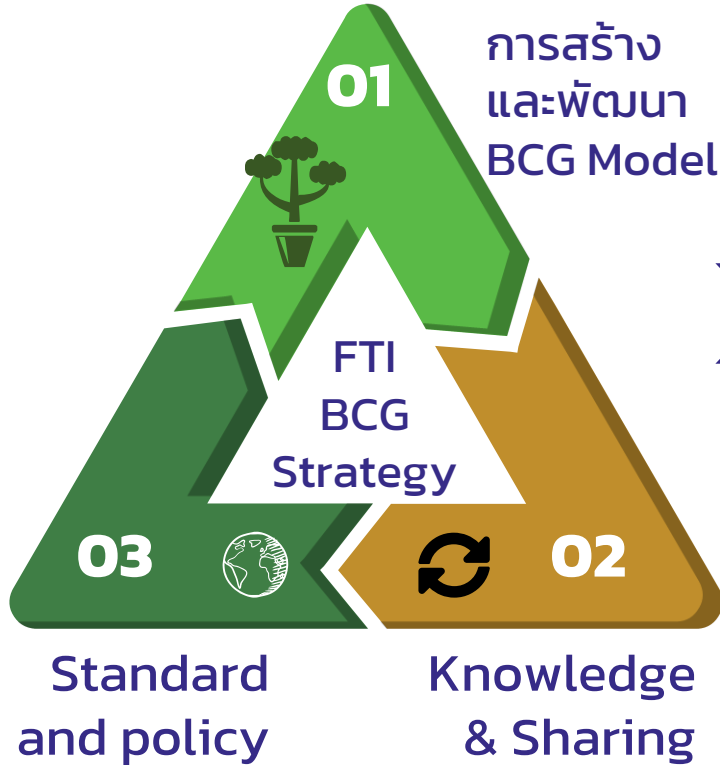 01
การสร้าง
และพัฒนา
BCG Model
FTI
BCG
Strategy
03
02
Standard
and policy
Knowledge
& Sharing